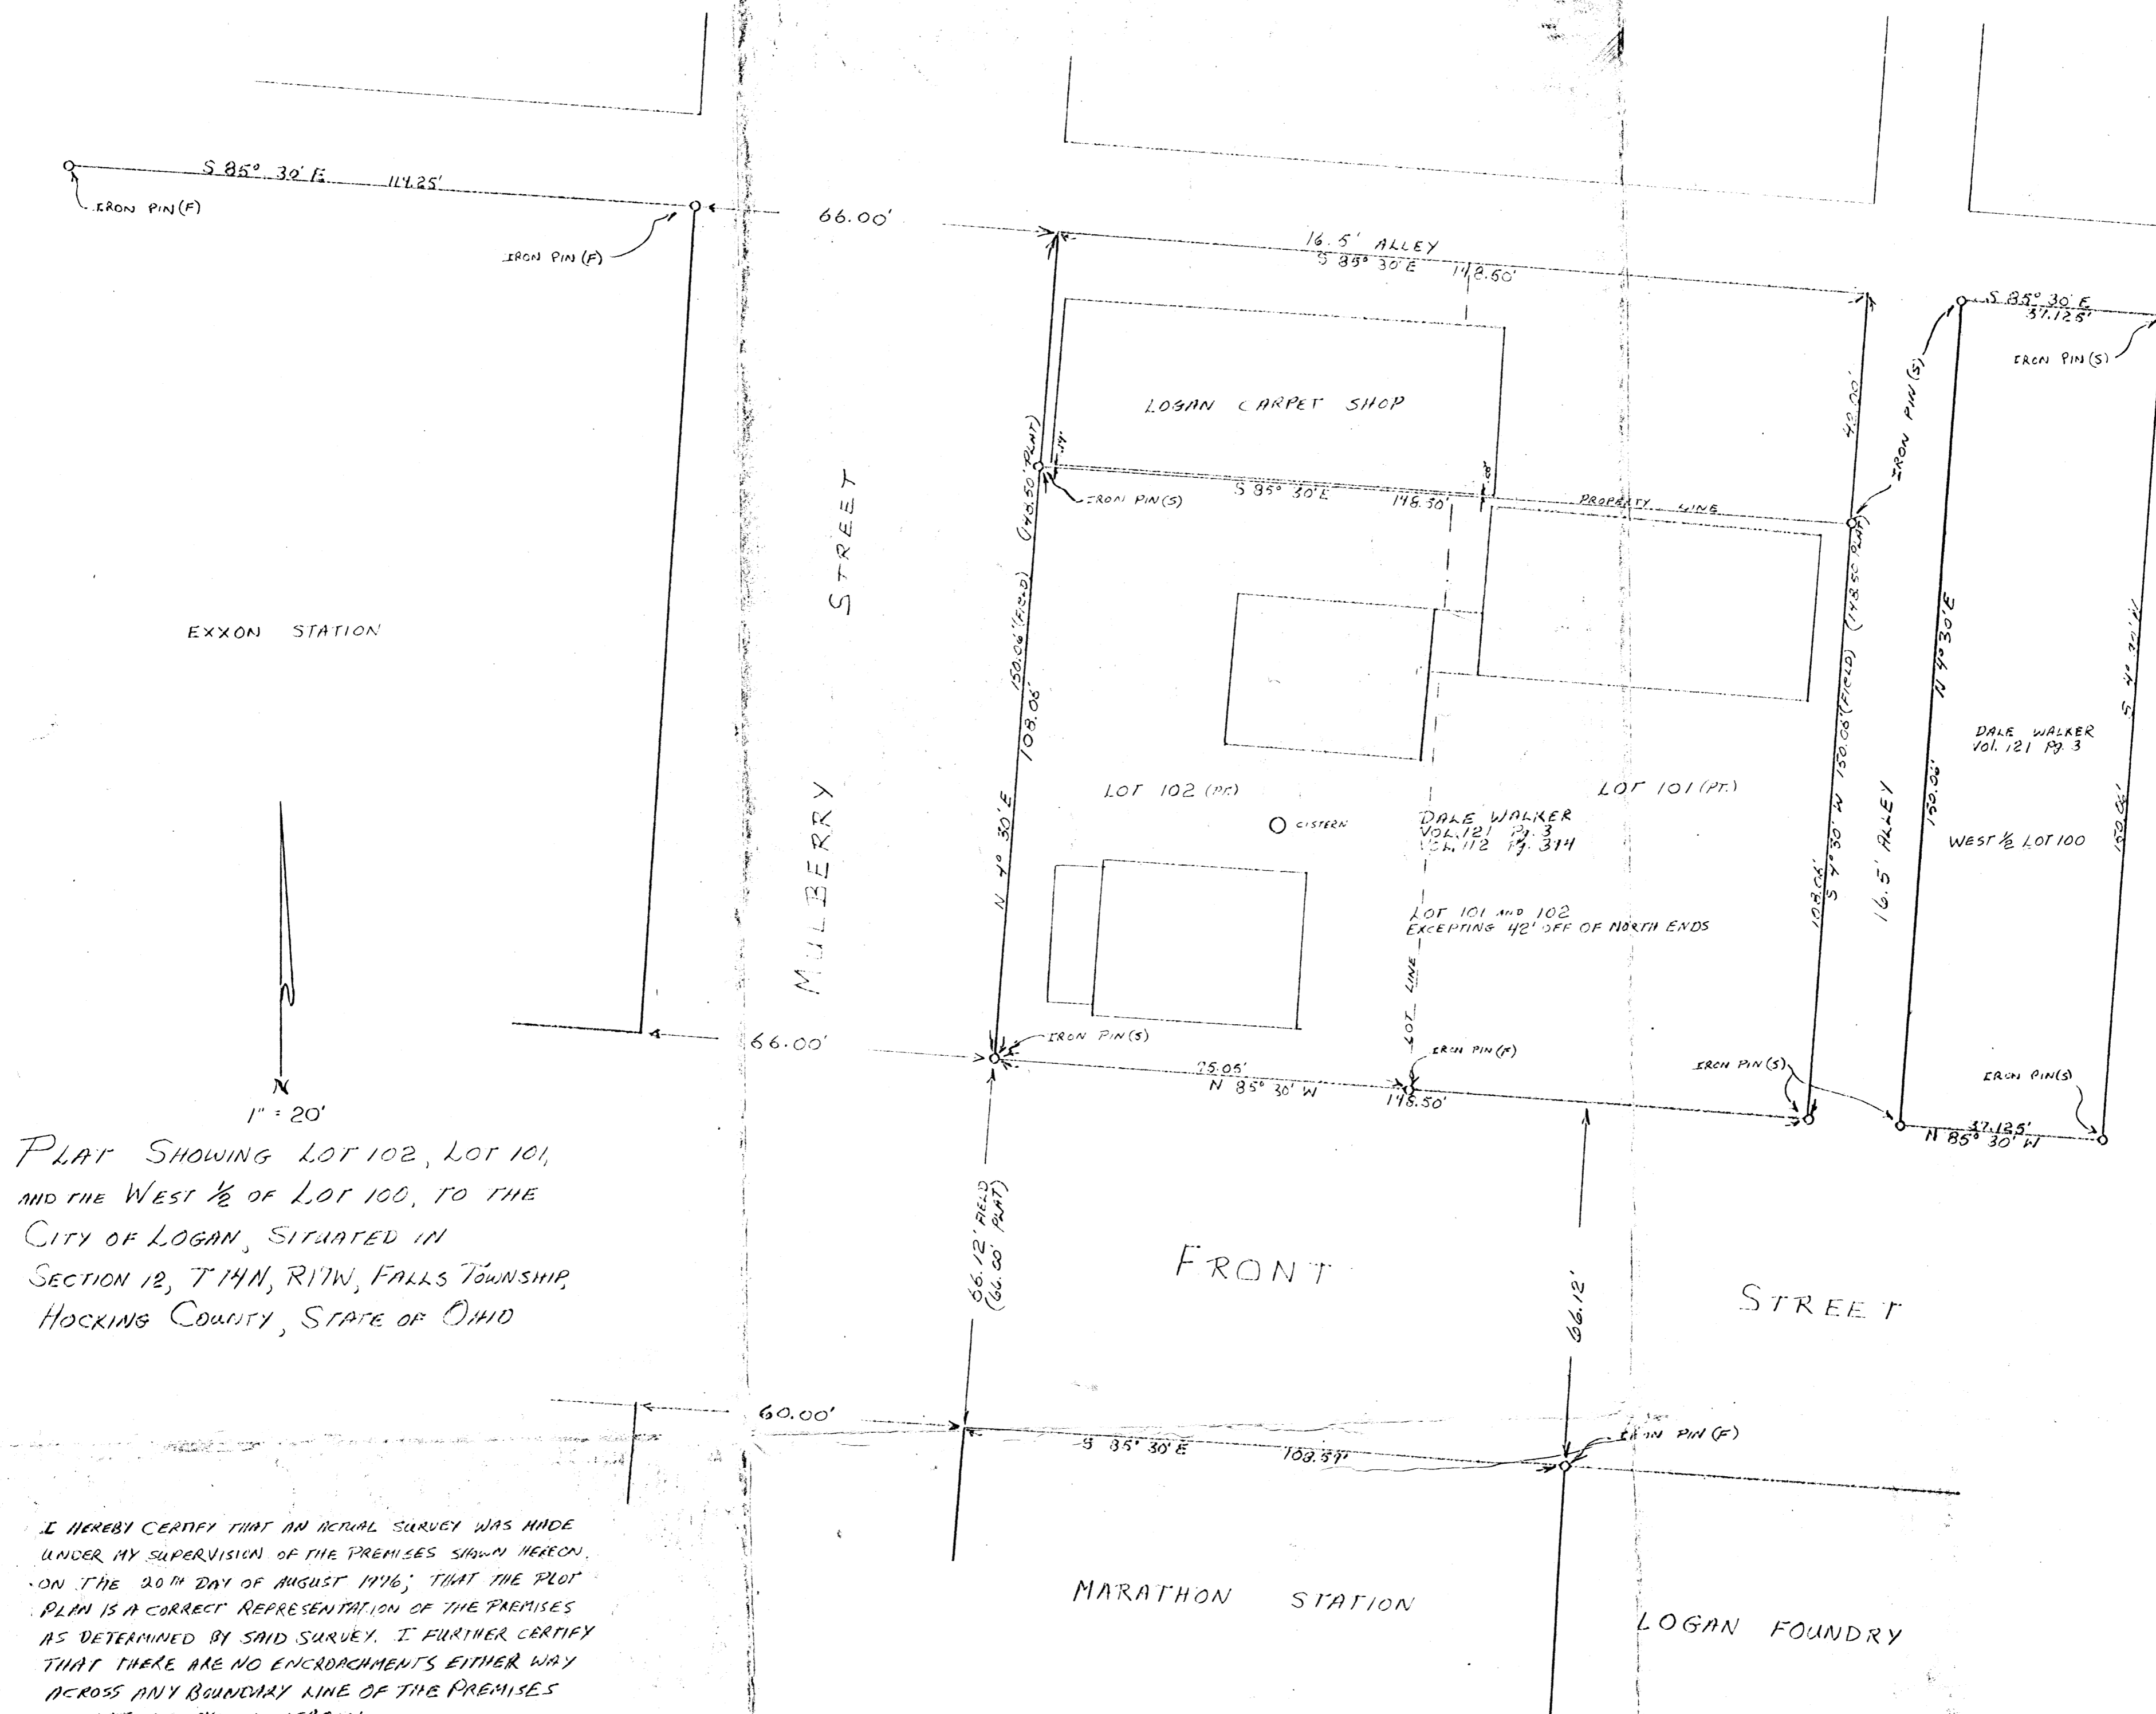 S 85° 30' E 114.25'
IRON PIN (F)
IRON PIN (F)
66.00'
16.5' ALLEY
S 85° 30' E 148.50'
S 85° 30' E
37.125'
IRON PIN (S)
IRON PIN (S)
LOGAN CARPET SHOP
42.00'
(148.50' PLAT)
IRON PIN(S)
S 85° 30' E 148.50'
PROPERTY LINE
EXXON STATION
MULBERRY STREET
150.06' (FIELD)
108.06'
N 4° 30' E
(148.50 PLAT)
150.06' (FIELD)
S 4° 30' W
108.06'
16.5' ALLEY
N 4° 30' E
150.06'
S 4° 30' W
150.06'
DALE WALKER
Vol. 121 Pg. 3
WEST ½ LOT 100
LOT 102 (PT.)
LOT 101 (PT.)
CISTERN
DALE WALKER
VOL. 121 Pg. 3
VOL. 112 Pg. 374
LOT 101 AND 102
EXCEPTING 42' OFF OF NORTH ENDS
LOT LINE
66.00'
IRON PIN(S)
IRON PIN (F)
IRON PIN (S)
IRON PIN(S)
75.05'
N 85° 30' W
148.50'
37.125'
N 85° 30' W
N
1" = 20'
PLAT SHOWING LOT 102, LOT 101,
AND THE WEST ½ OF LOT 100, TO THE
CITY OF LOGAN, SITUATED IN
SECTION 12, T14N, R17W, FALLS TOWNSHIP,
HOCKING COUNTY, STATE OF OHIO
66.12' FIELD
(66.00' PLAT)
FRONT STREET
66.12'
60.00'
S 85° 30' E 108.57'
IRON PIN (F)
MARATHON STATION
LOGAN FOUNDRY
I HEREBY CERTIFY THAT AN ACTUAL SURVEY WAS MADE
UNDER MY SUPERVISION OF THE PREMISES SHOWN HEREON
ON THE 20TH DAY OF AUGUST 1976; THAT THE PLOT
PLAN IS A CORRECT REPRESENTATION OF THE PREMISES
AS DETERMINED BY SAID SURVEY. I FURTHER CERTIFY
THAT THERE ARE NO ENCROACHMENTS EITHER WAY
ACROSS ANY BOUNDARY LINE OF THE PREMISES